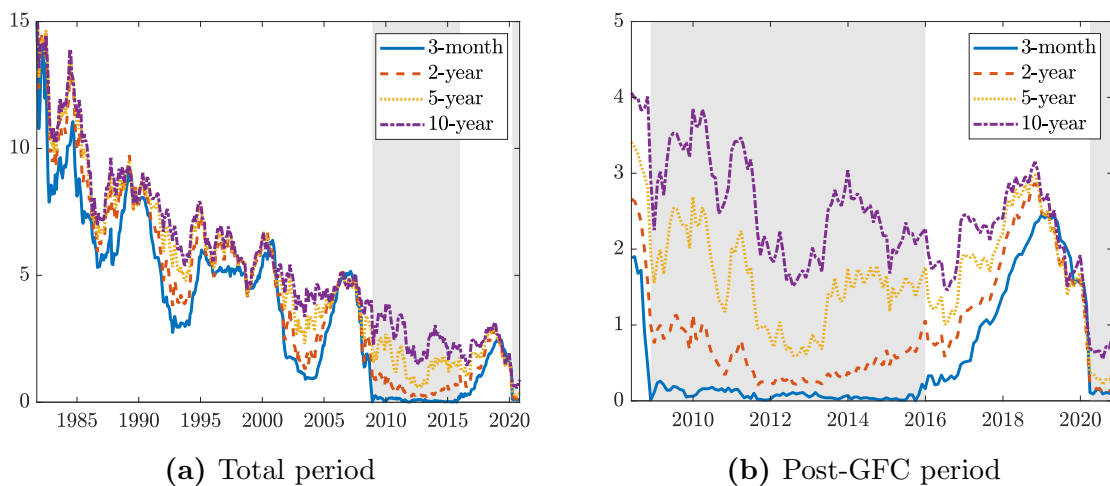 15
10
5
0
1985 1990 1995 2000 2005 2010 2015 2020
3-month
2-year
5-year
10-year
(a) Total period
5
4
3
2
1
0
2010 2012 2014 2016 2018 2020
3-month
2-year
5-year
10-year
(b) Post-GFC period